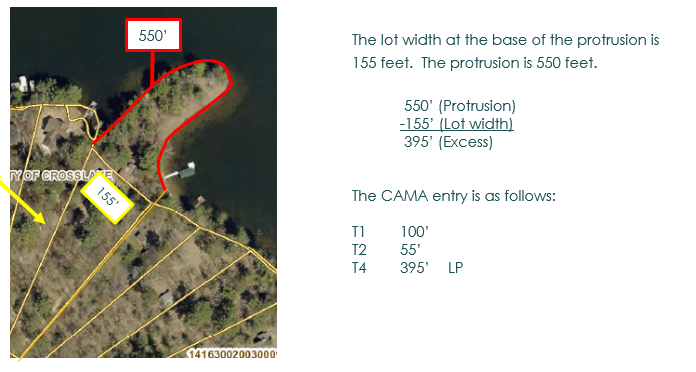 550’
The lot width at the base of the protrusion is
155 feet. The protrusion is 550 feet.
550’ (Protrusion)
-155’ (Lot width)
395’ (Excess)
TY OF CROSSLAKE
155’
The CAMA entry is as follows:
T1 100’
T2 55’
T4 395’ LP